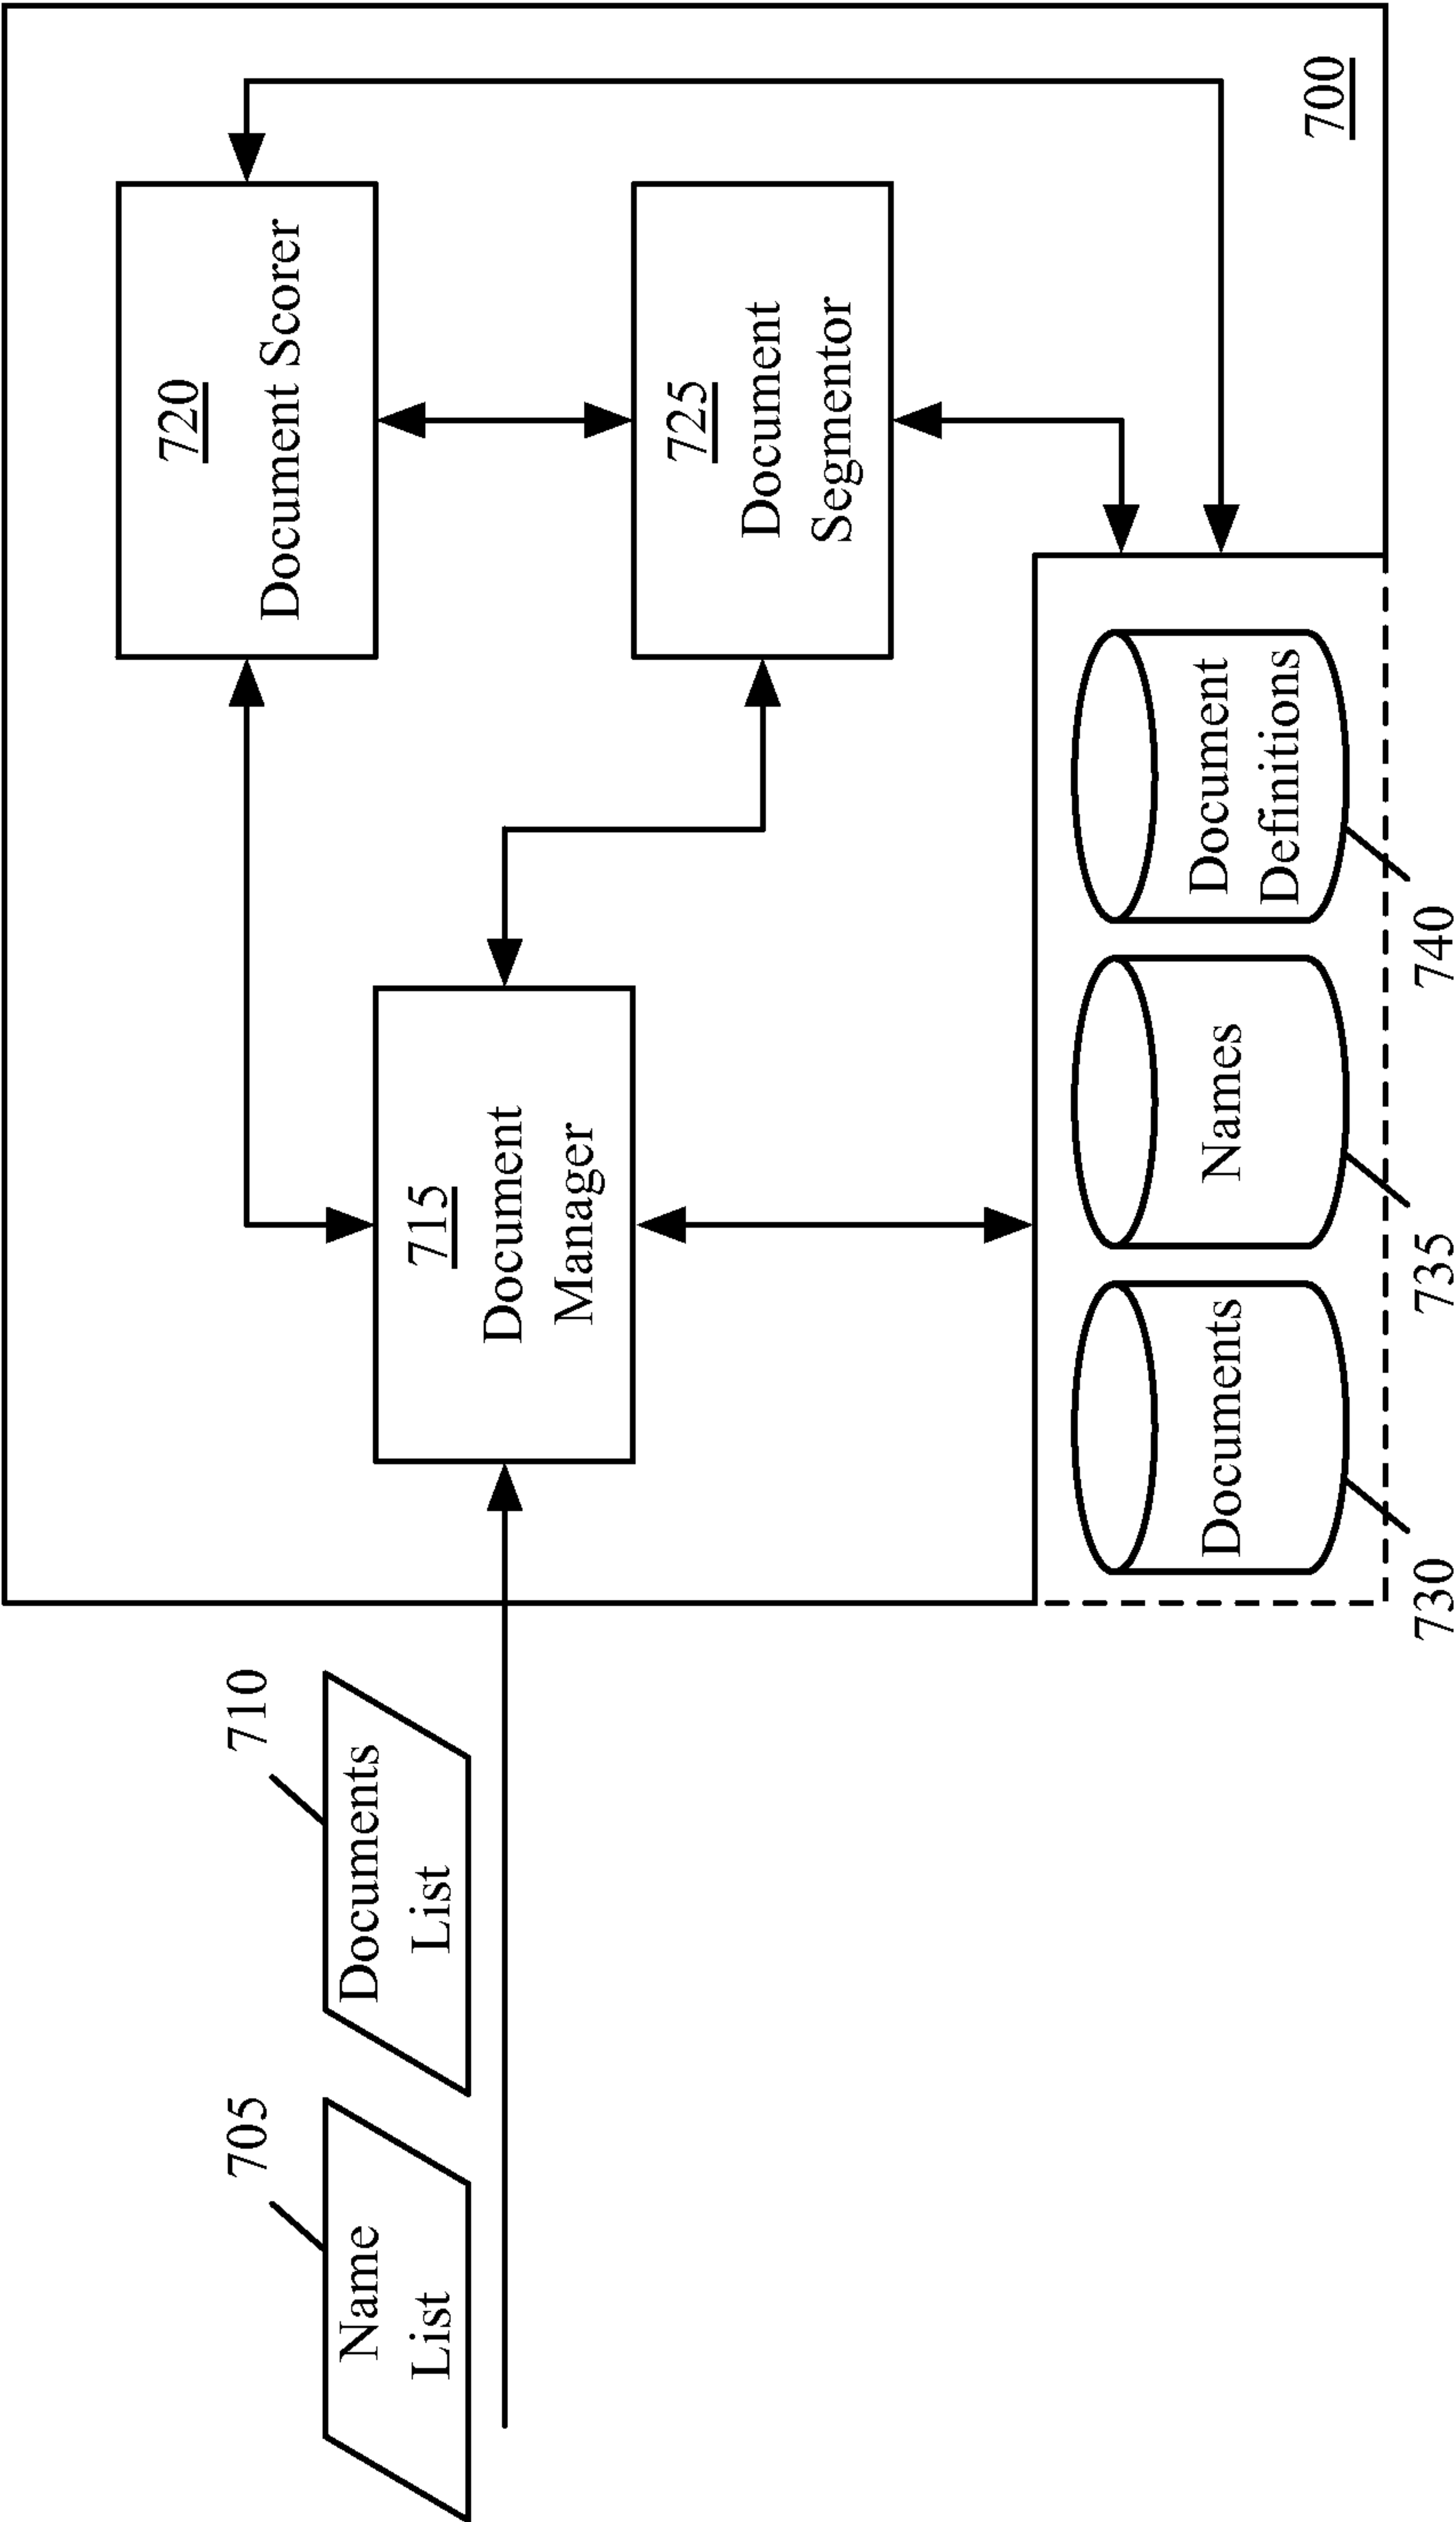 705
Name
List
710
Documents
List
715
Document
Manager
720
Document Scorer
725
Document
Segmentor
Documents
Names
Document
Definitions
730
735
740
700